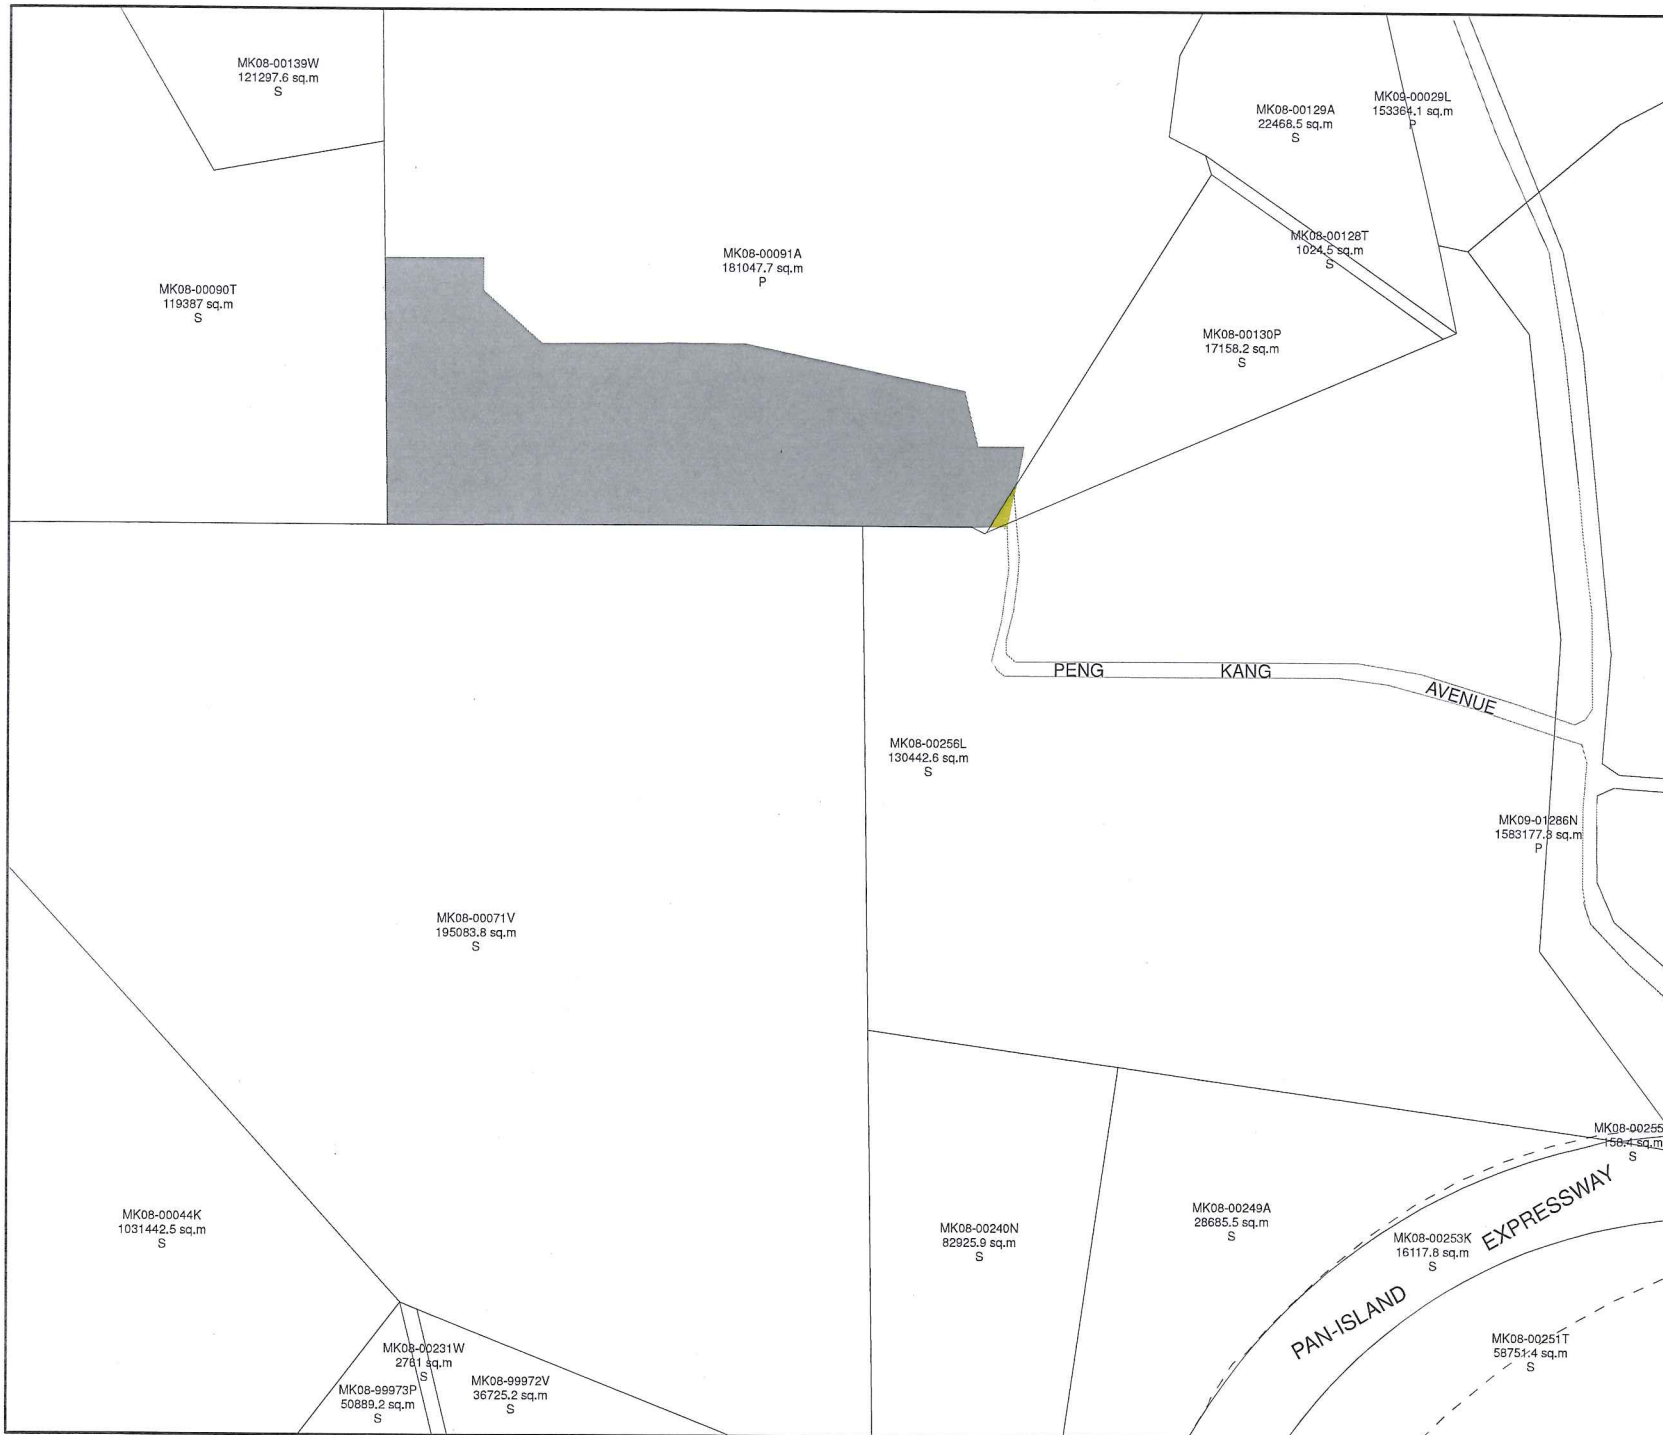 MK08-00139W
121297.6 sq.m
S
MK08-00129A
22468.5 sq.m
S
MK09-00029L
153364.1 sq.m
P
MK08-00128T
1024.5 sq.m
S
MK08-00091A
181047.7 sq.m
P
MK08-00090T
119387 sq.m
S
MK08-00130P
17158.2 sq.m
S
PENG KANG AVENUE
MK08-00256L
130442.6 sq.m
S
MK09-01286N
1583177.3 sq.m
P
MK08-00071V
195083.8 sq.m
S
MK08-00255
158.4 sq.m
S
MK08-00044K
1031442.5 sq.m
S
MK08-00240N
82925.9 sq.m
S
MK08-00249A
28685.5 sq.m
S
MK08-00253K
16117.8 sq.m
S
PAN-ISLAND EXPRESSWAY
MK08-00251T
58751.4 sq.m
S
MK08-00231W
2761 sq.m
S
MK08-99973P
50889.2 sq.m
S
MK08-99972V
36725.2 sq.m
S